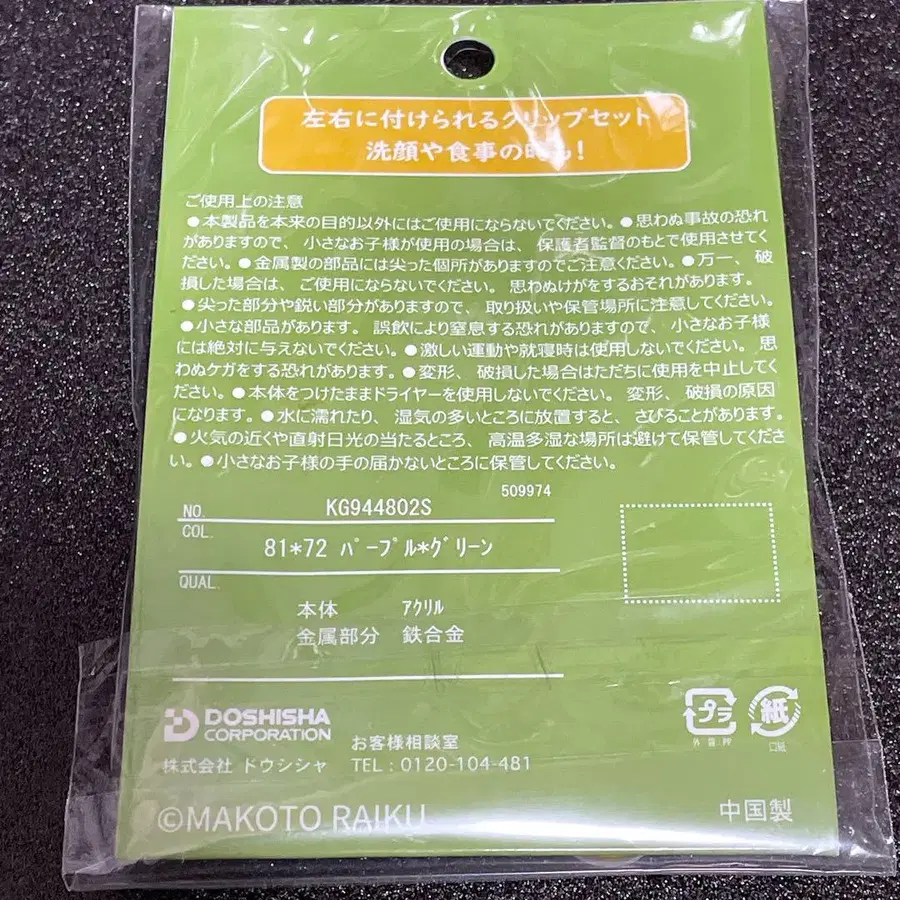 左右に付けられるクリップセット
洗顔や食事の時も!
ご使用上の注意
●本製品を本来の目的以外にはご使用にならないでください。●思わぬ事故の恐れ
がありますので、小さなお子様が使用の場合は、保護者監督のもとで使用させてく
ださい。●金属製の部品には尖った個所がありますのでご注意ください。●万一、破
損した場合は、ご使用にならないでください。思わぬけがをするおそれがあります。
●尖った部分や鋭い部分がありますので、取り扱いや保管場所に注意してください。
●小さな部品があります。誤飲により窒息する恐れがありますので、小さなお子様
には絶対に与えないでください。●激しい運動や就寝時は使用しないでください。思
わぬケガをする恐れがあります。●変形、破損した場合はただちに使用を中止してく
ださい。●本体をつけたままドライヤーを使用しないでください。変形、破損の原因
になります。●水に濡れたり、湿気の多いところに放置すると、さびることがあります。
●火気の近くや直射日光の当たるところ、高温多湿な場所は避けて保管してくださ
い。●小さなお子様の手の届かないところに保管してください。
509974
NO. KG944802S
COL.
81*72 パープル*グリーン
QUAL.
本体 アクリル
金属部分 鉄合金
プラ
紙
DOSHISHA
CORPORATION
お客様相談室
株式会社 ドウシシャ TEL:0120-104-481
©MAKOTO RAIKU
中国製